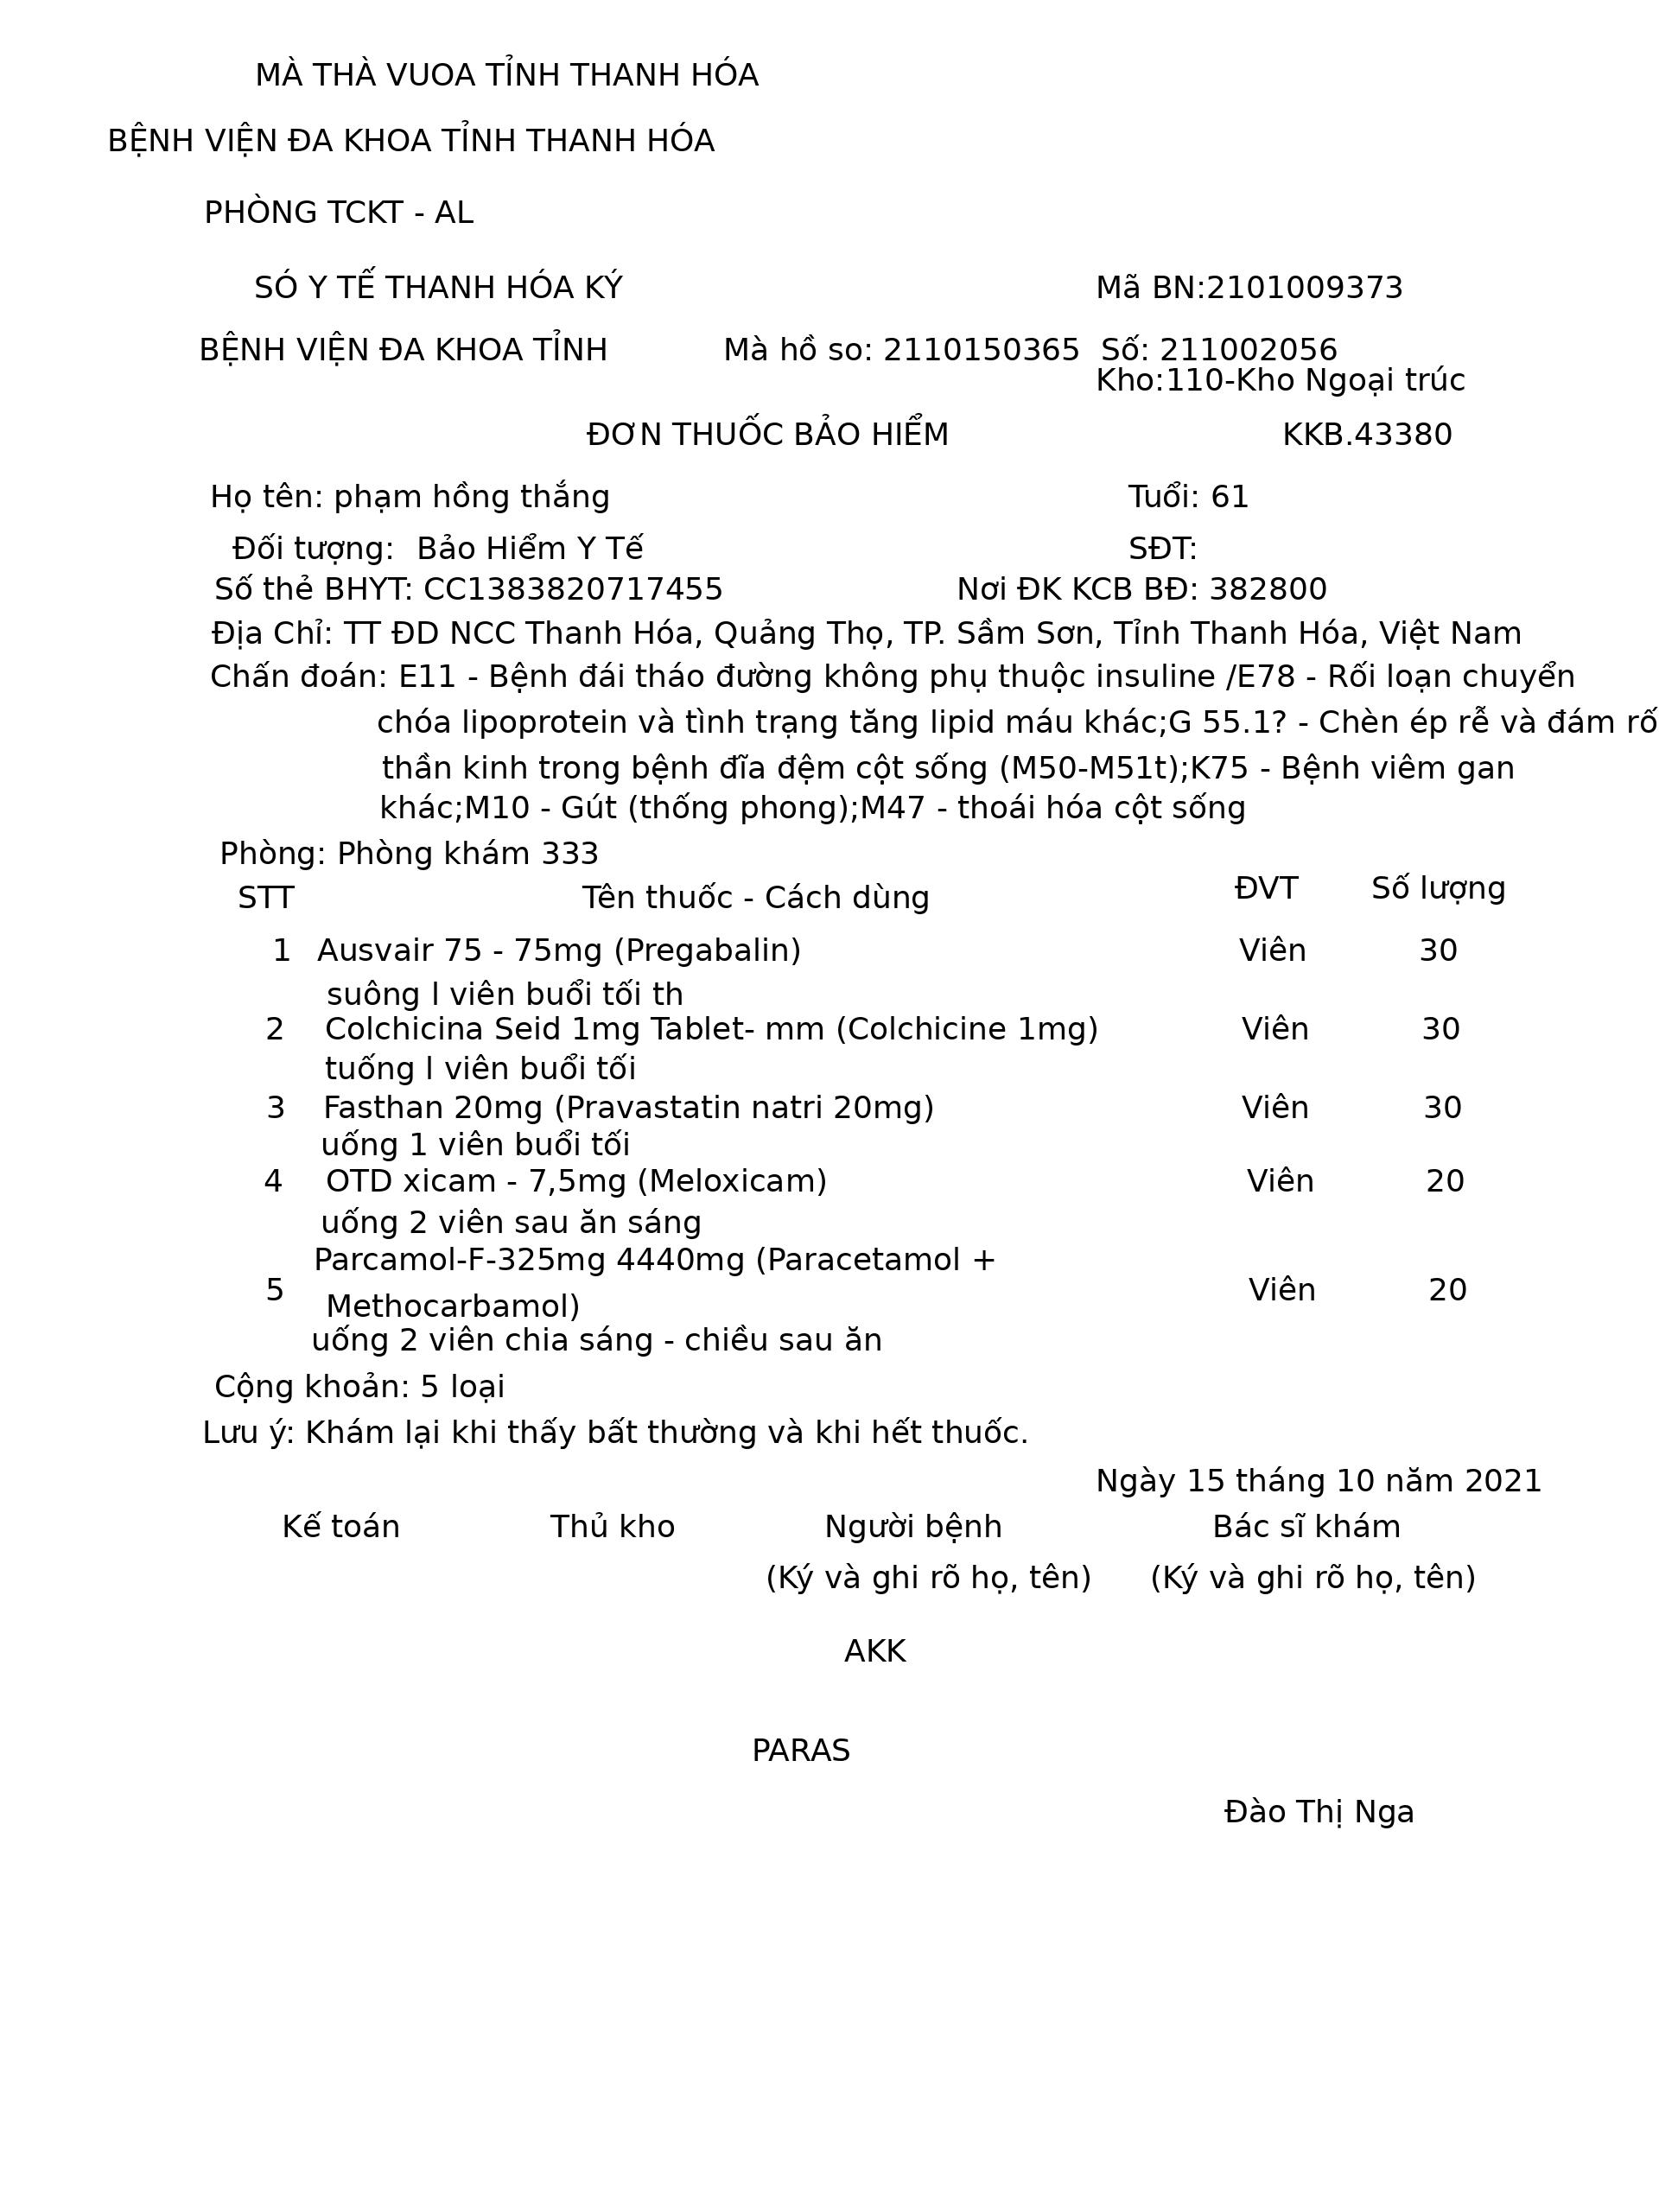 MÀ THÀ VUOA TỈNH THANH HÓA
BỆNH VIỆN ĐA KHOA TỈNH THANH HÓA
PHÒNG TCKT - AL
SÓ Y TẾ THANH HÓA KÝ Mã BN:2101009373
BỆNH VIỆN ĐA KHOA TỈNH Mà hồ so: 2110150365 Số: 211002056
Kho:110-Kho Ngoại trúc
ĐƠN THUỐC BẢO HIỂM KKB.43380
Họ tên: phạm hồng thắng Tuổi: 61
Đối tượng: Bảo Hiểm Y Tế SĐT:
Số thẻ BHYT: CC1383820717455 Nơi ĐK KCB BĐ: 382800
Địa Chỉ: TT ĐD NCC Thanh Hóa, Quảng Thọ, TP. Sầm Sơn, Tỉnh Thanh Hóa, Việt Nam
Chấn đoán: E11 - Bệnh đái tháo đường không phụ thuộc insuline /E78 - Rối loạn chuyển
chóa lipoprotein và tình trạng tăng lipid máu khác;G 55.1? - Chèn ép rễ và đám rố
thần kinh trong bệnh đĩa đệm cột sống (M50-M51t);K75 - Bệnh viêm gan
khác;M10 - Gút (thống phong);M47 - thoái hóa cột sống
Phòng: Phòng khám 333
STT Tên thuốc - Cách dùng ĐVT Số lượng
1 Ausvair 75 - 75mg (Pregabalin) Viên 30
suông l viên buổi tối th
2 Colchicina Seid 1mg Tablet- mm (Colchicine 1mg) Viên 30
tuống l viên buổi tối
3 Fasthan 20mg (Pravastatin natri 20mg) Viên 30
uống 1 viên buổi tối
4 OTD xicam - 7,5mg (Meloxicam) Viên 20
uống 2 viên sau ăn sáng
Parcamol-F-325mg 4440mg (Paracetamol +
5 Viên 20
Methocarbamol)
uống 2 viên chia sáng - chiều sau ăn
Cộng khoản: 5 loại
Lưu ý: Khám lại khi thấy bất thường và khi hết thuốc.
Ngày 15 tháng 10 năm 2021
Kế toán Thủ kho Người bệnh Bác sĩ khám
(Ký và ghi rõ họ, tên) (Ký và ghi rõ họ, tên)
AKK
PARAS
Đào Thị Nga